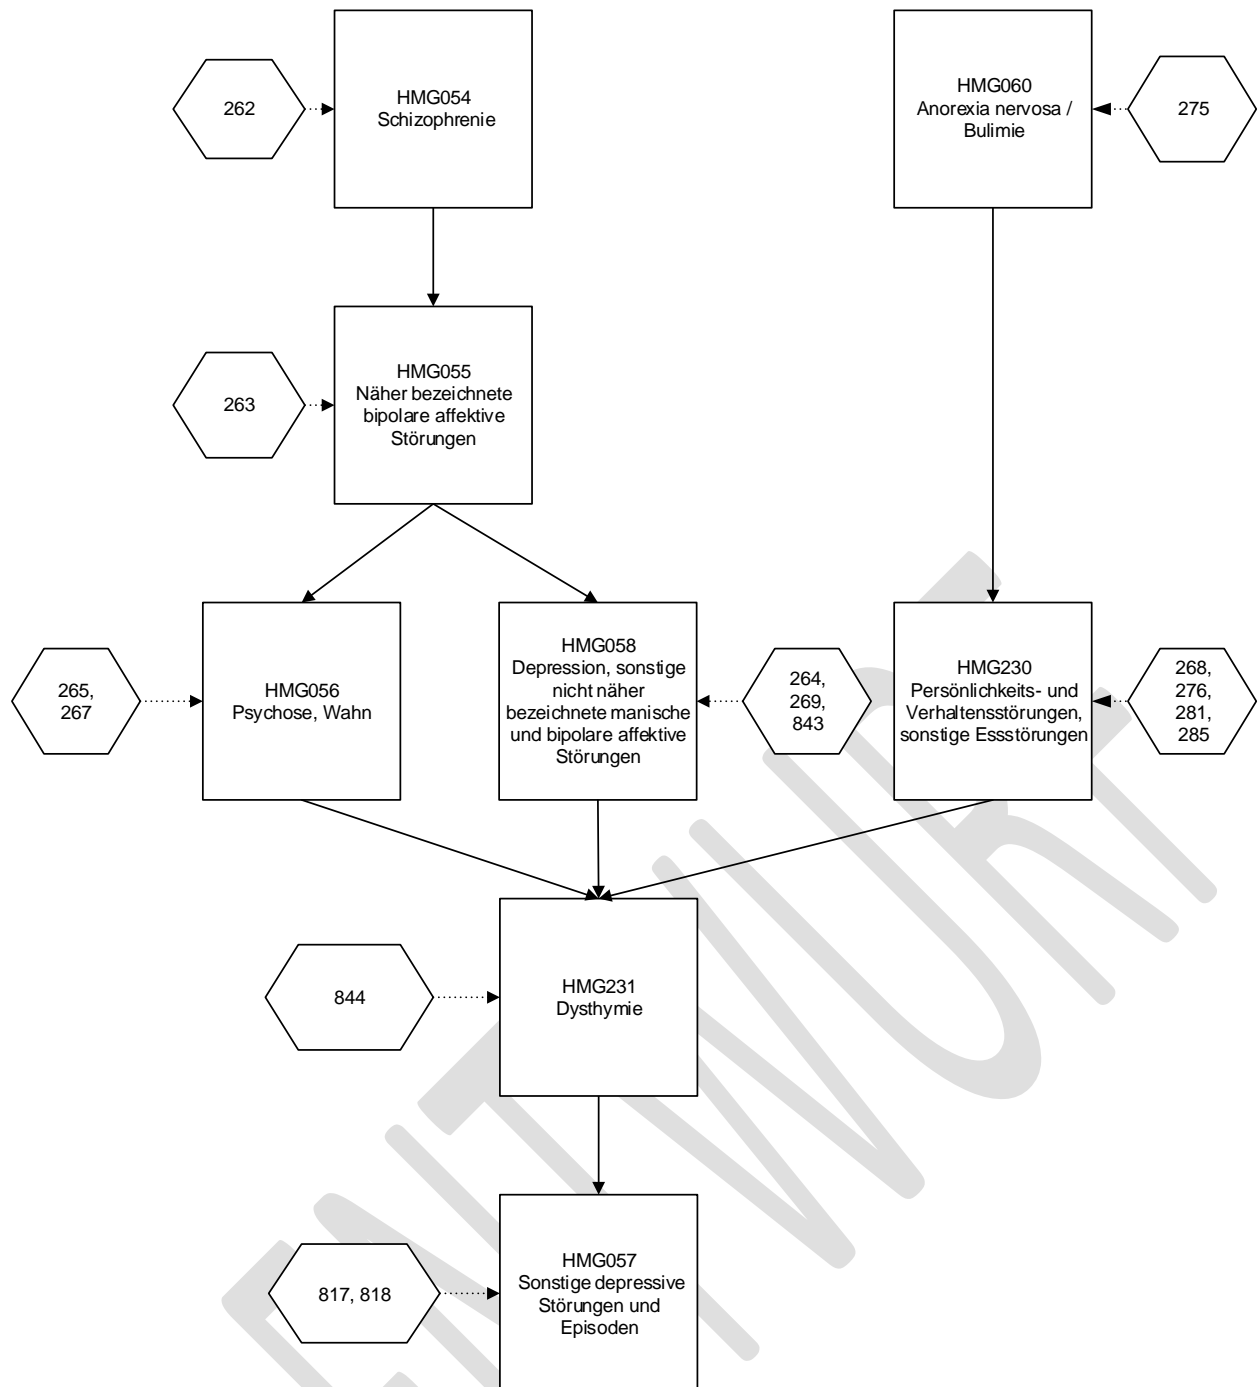 262
HMG054
Schizophrenie
HMG060
Anorexia nervosa /
Bulimie
275
263
HMG055
Näher bezeichnete
bipolare affektive
Störungen
265,
267
HMG056
Psychose, Wahn
HMG058
Depression, sonstige
nicht näher
bezeichnete manische
und bipolare affektive
Störungen
264,
269,
843
HMG230
Persönlichkeits- und
Verhaltensstörungen,
sonstige Essstörungen
268,
276,
281,
285
844
HMG231
Dysthymie
817, 818
HMG057
Sonstige depressive
Störungen und
Episoden
ENTWURF